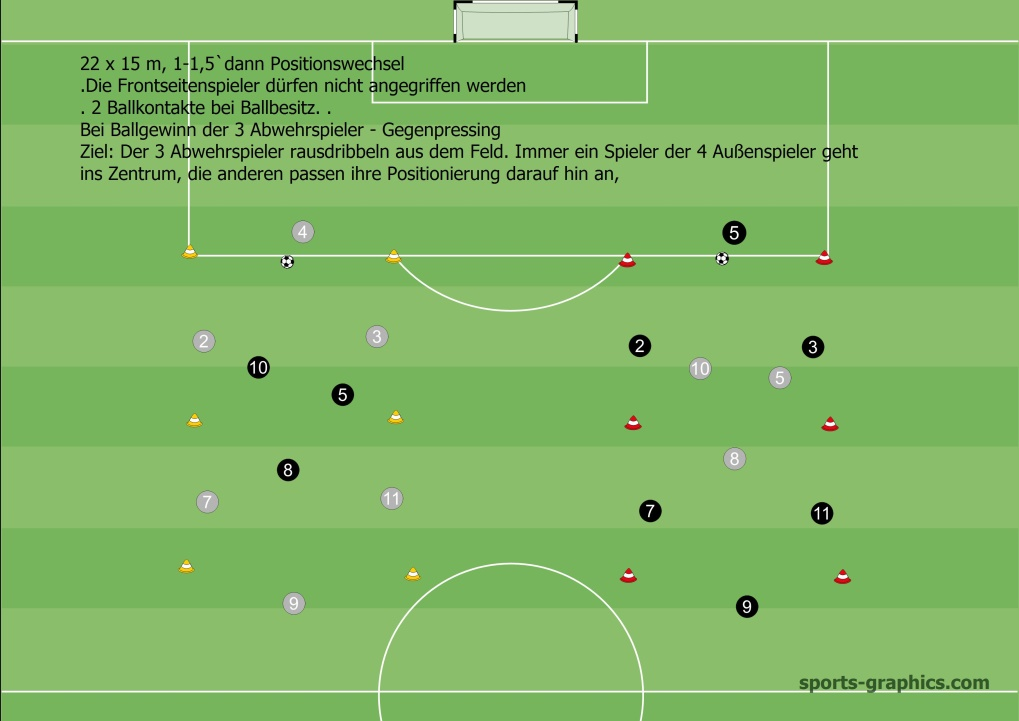 22 x 15 m, 1-1,5`dann Positionswechsel
.Die Frontseitenspieler dürfen nicht angegriffen werden
. 2 Ballkontakte bei Ballbesitz. .
Bei Ballgewinn der 3 Abwehrspieler - Gegenpressing
Ziel: Der 3 Abwehrspieler rausdribbeln aus dem Feld. Immer ein Spieler der 4 Außenspieler geht
ins Zentrum, die anderen passen ihre Positionierung darauf hin an,
4
5
2
3
10
5
2
3
10
5
8
7
11
8
7
11
9
9
sports-graphics.com